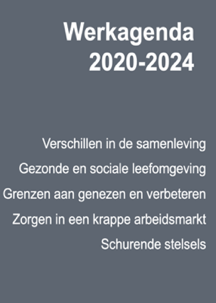 Werkagenda
2020-2024
Verschillen in de samenleving
Gezonde en sociale leefomgeving
Grenzen aan genezen en verbeteren
Zorgen in een krappe arbeidsmarkt
Schurende stelsels